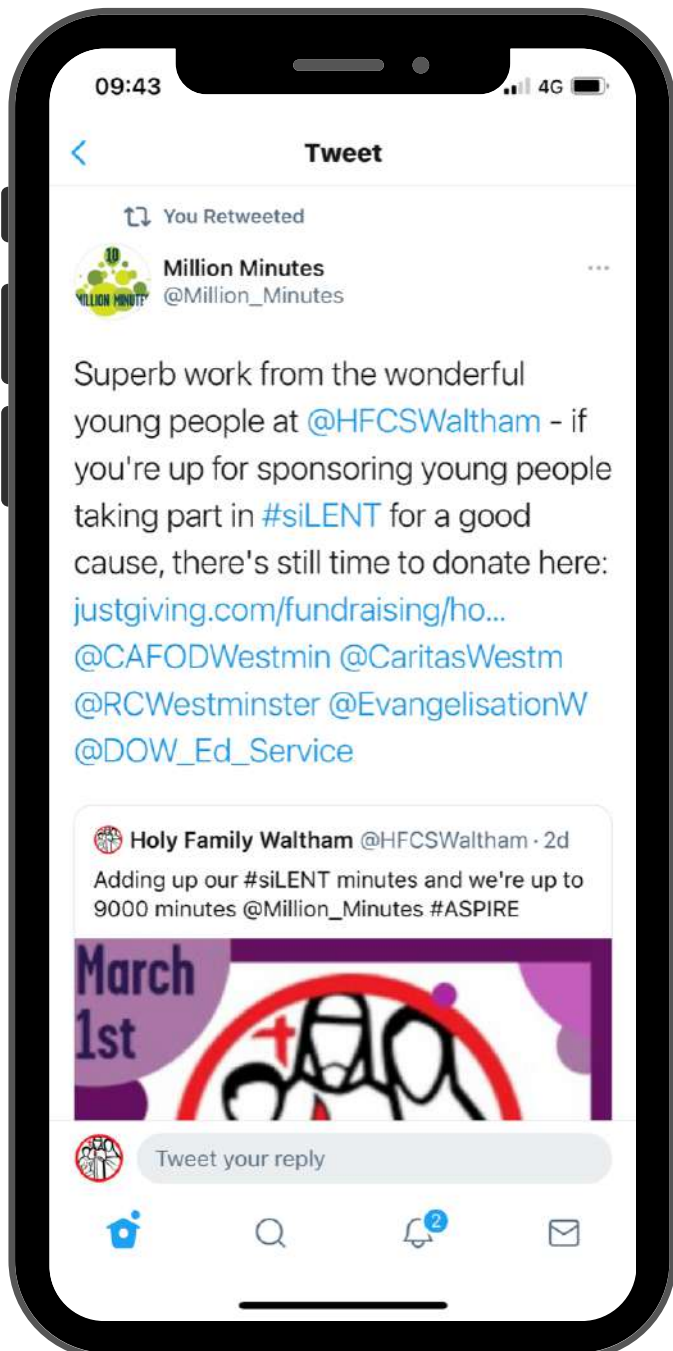 09:43
4G
Tweet
You Retweeted
10
MILLION MINUTES
Million Minutes
@Million_Minutes
Superb work from the wonderful
young people at @HFCSWaltham - if
you're up for sponsoring young people
taking part in #siLENT for a good
cause, there's still time to donate here:
justgiving.com/fundraising/ho...
@CAFODWestmin @CaritasWestm
@RCWestminster @EvangelisationW
@DOW_Ed_Service
Holy Family Waltham @HFCSWaltham · 2d
Adding up our #siLENT minutes and we're up to
9000 minutes @Million_Minutes #ASPIRE
March
1st
Tweet your reply
2